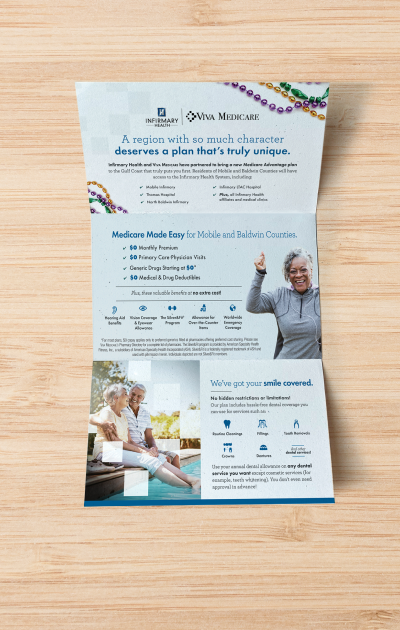 INFIRMARY
HEALTH
VIVA MEDICARE
A region with so much character
deserves a plan that's truly unique.
Infirmary Health and VIVA MEDICARE have partnered to bring a new Medicare Advantage plan
to the Gulf Coast that truly puts you first. Residents of Mobile and Baldwin Counties will have
access to the Infirmary Health System, including:
✓ Mobile Infirmary
✓ Infirmary LTAC Hospital
✓ Thomas Hospital
✓ Plus, all Infirmary Health
affiliates and medical clinics
✓ North Baldwin Infirmary
Medicare Made Easy for Mobile and Baldwin Counties.
✓ $0 Monthly Premium
✓ $0 Primary Care Physician Visits
✓ Generic Drugs Starting at $0*
✓ $0 Medical & Drug Deductibles
Plus, these valuable benefits at no extra cost!
Hearing Aid
Benefits
Vision Coverage
& Eyewear
Allowance
The SilverSneakers
Program
Allowance for
Over-the-Counter
Items
Worldwide
Emergency
Coverage
We've got your smile covered.
No hidden restrictions or limitations!
Our plan includes hassle-free dental coverage you
can use for services such as:
Routine Cleanings
Fillings
Tooth Removals
Crowns
Dentures
And other
dental services!
Use your annual dental allowance on any dental
service you want except cosmetic services (for
example, teeth whitening). You don't even need
approval in advance!